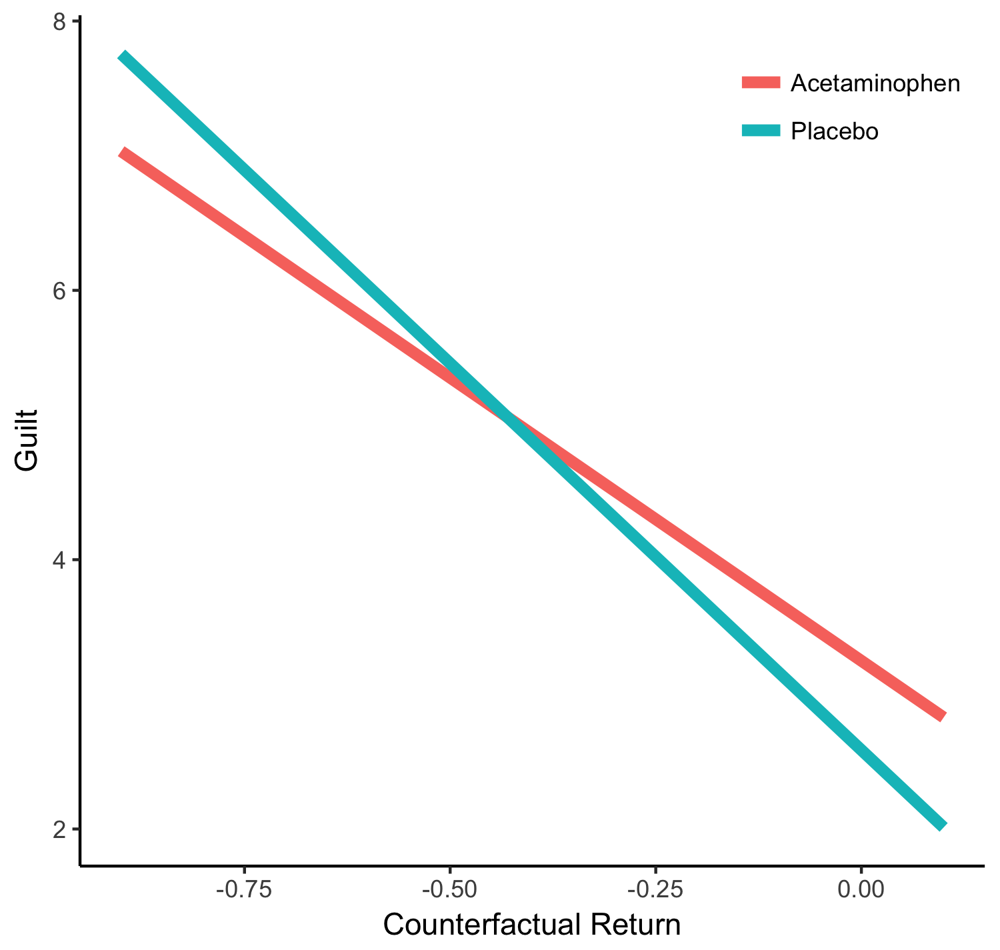 8
Acetaminophen
Placebo
6
Guilt
4
2
-0.75 -0.50 -0.25 0.00
Counterfactual Return